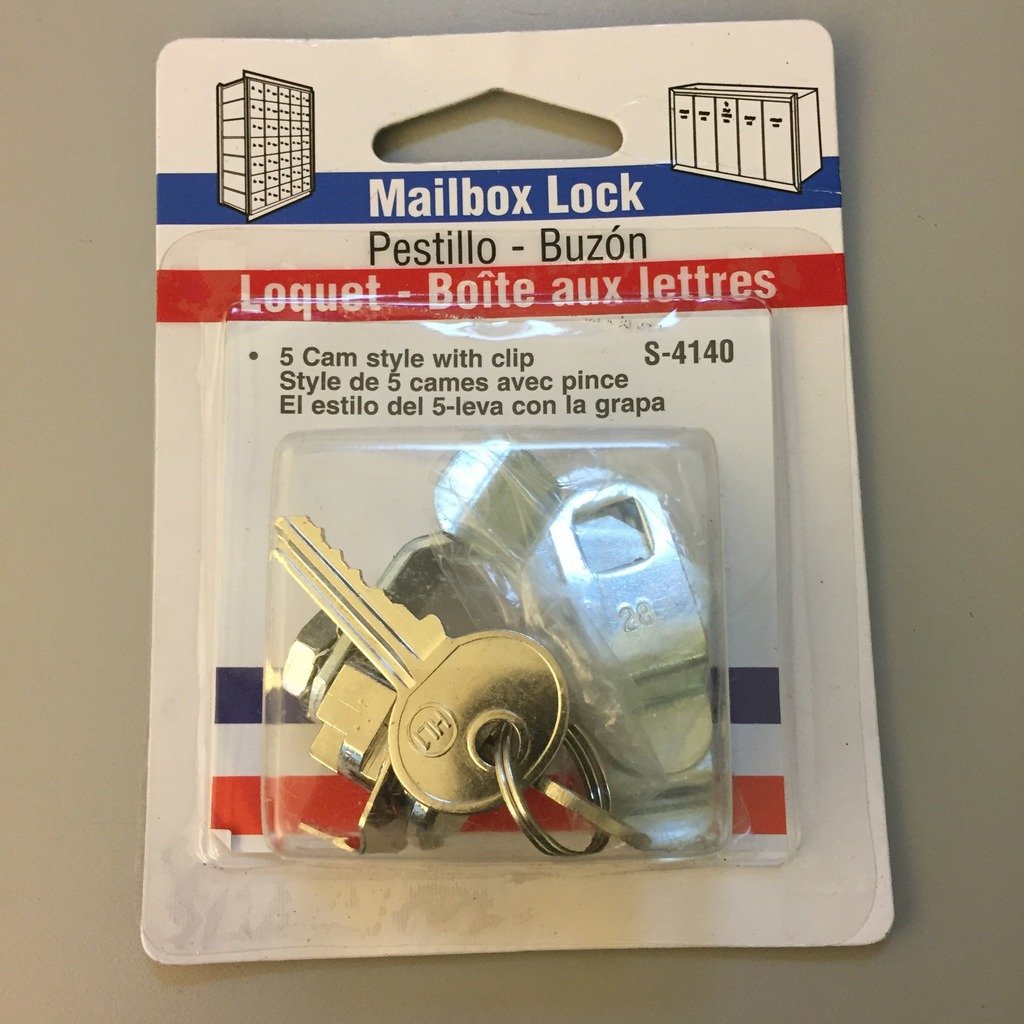 Mailbox Lock
Pestillo - Buzón
Loquet - Boîte aux lettres
• 5 Cam style with clip
S-4140
Style de 5 cames avec pince
El estilo del 5-leva con la grapa
28